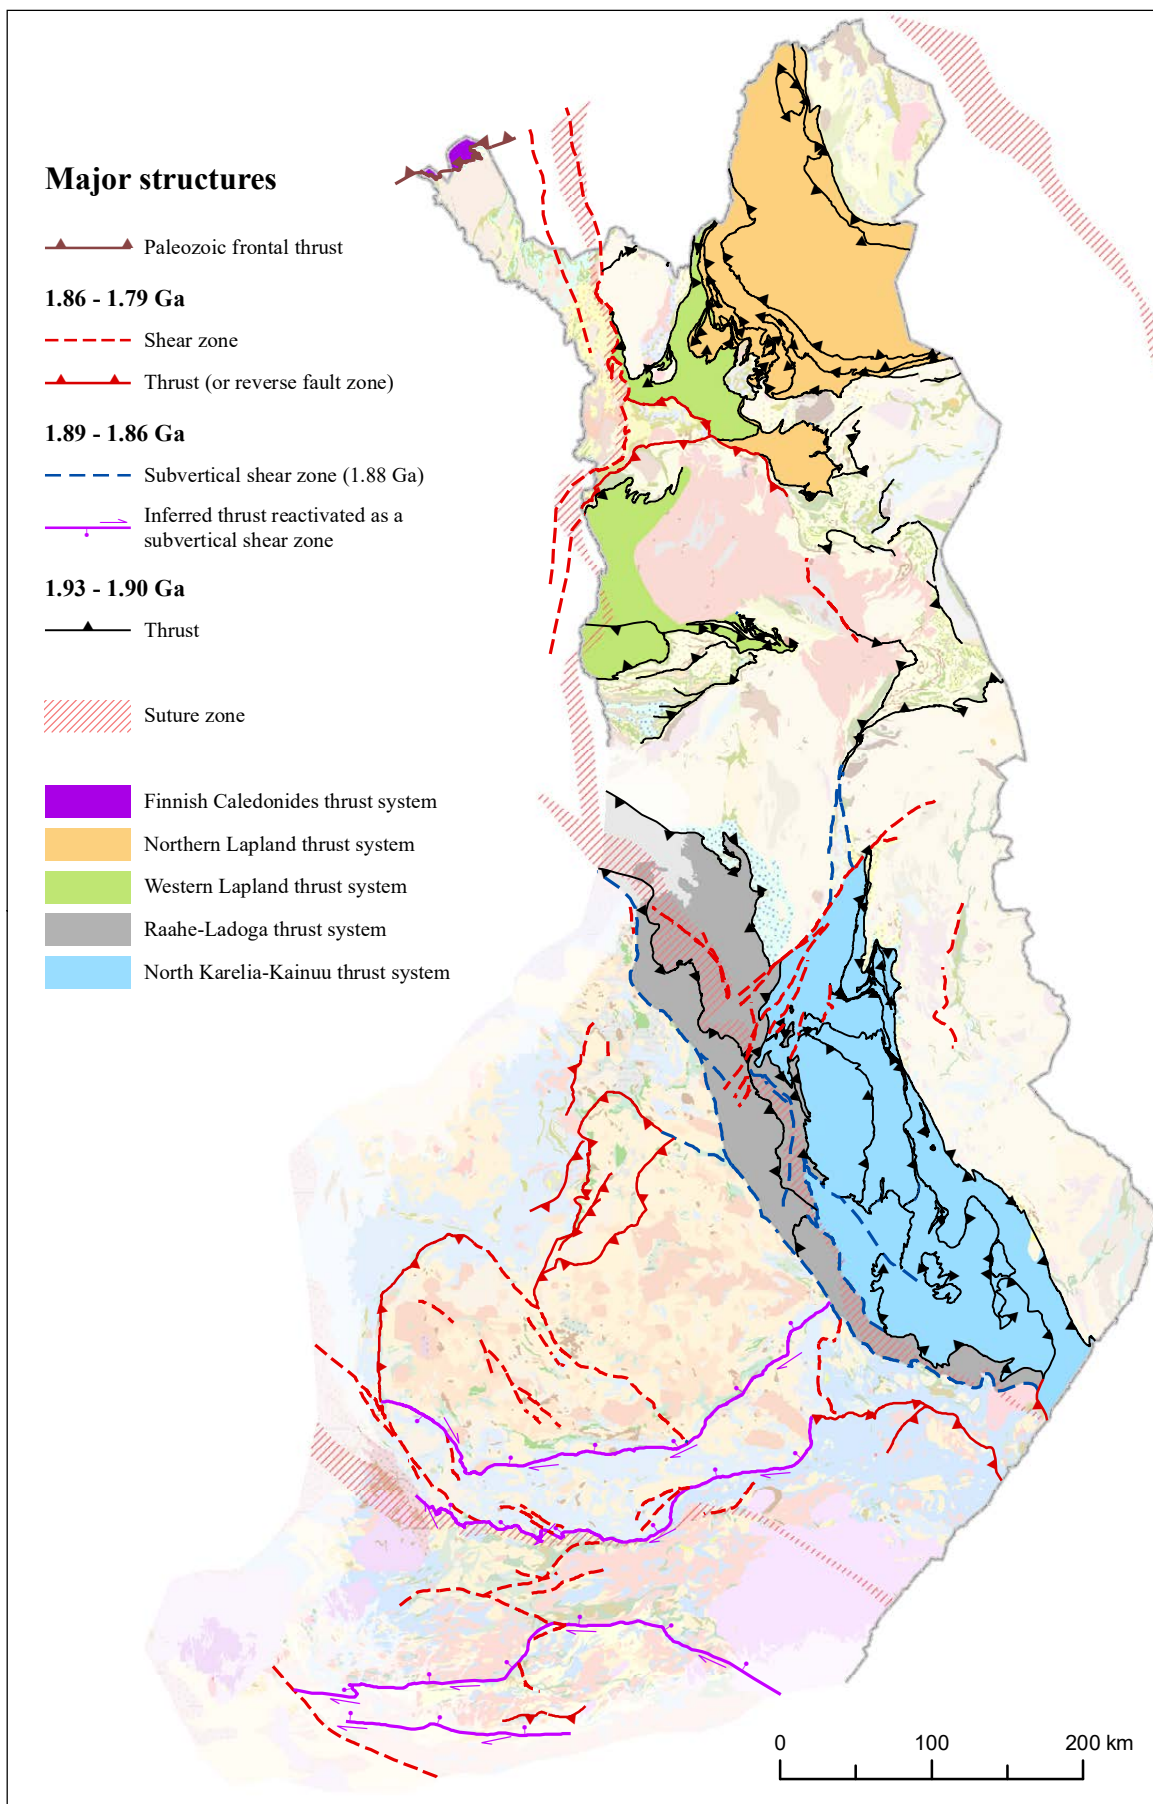 Major structures
Paleozoic frontal thrust
1.86 - 1.79 Ga
Shear zone
Thrust (or reverse fault zone)
1.89 - 1.86 Ga
Subvertical shear zone (1.88 Ga)
Inferred thrust reactivated as a
subvertical shear zone
1.93 - 1.90 Ga
Thrust
Suture zone
Finnish Caledonides thrust system
Northern Lapland thrust system
Western Lapland thrust system
Raahe-Ladoga thrust system
North Karelia-Kainuu thrust system
0 100 200 km